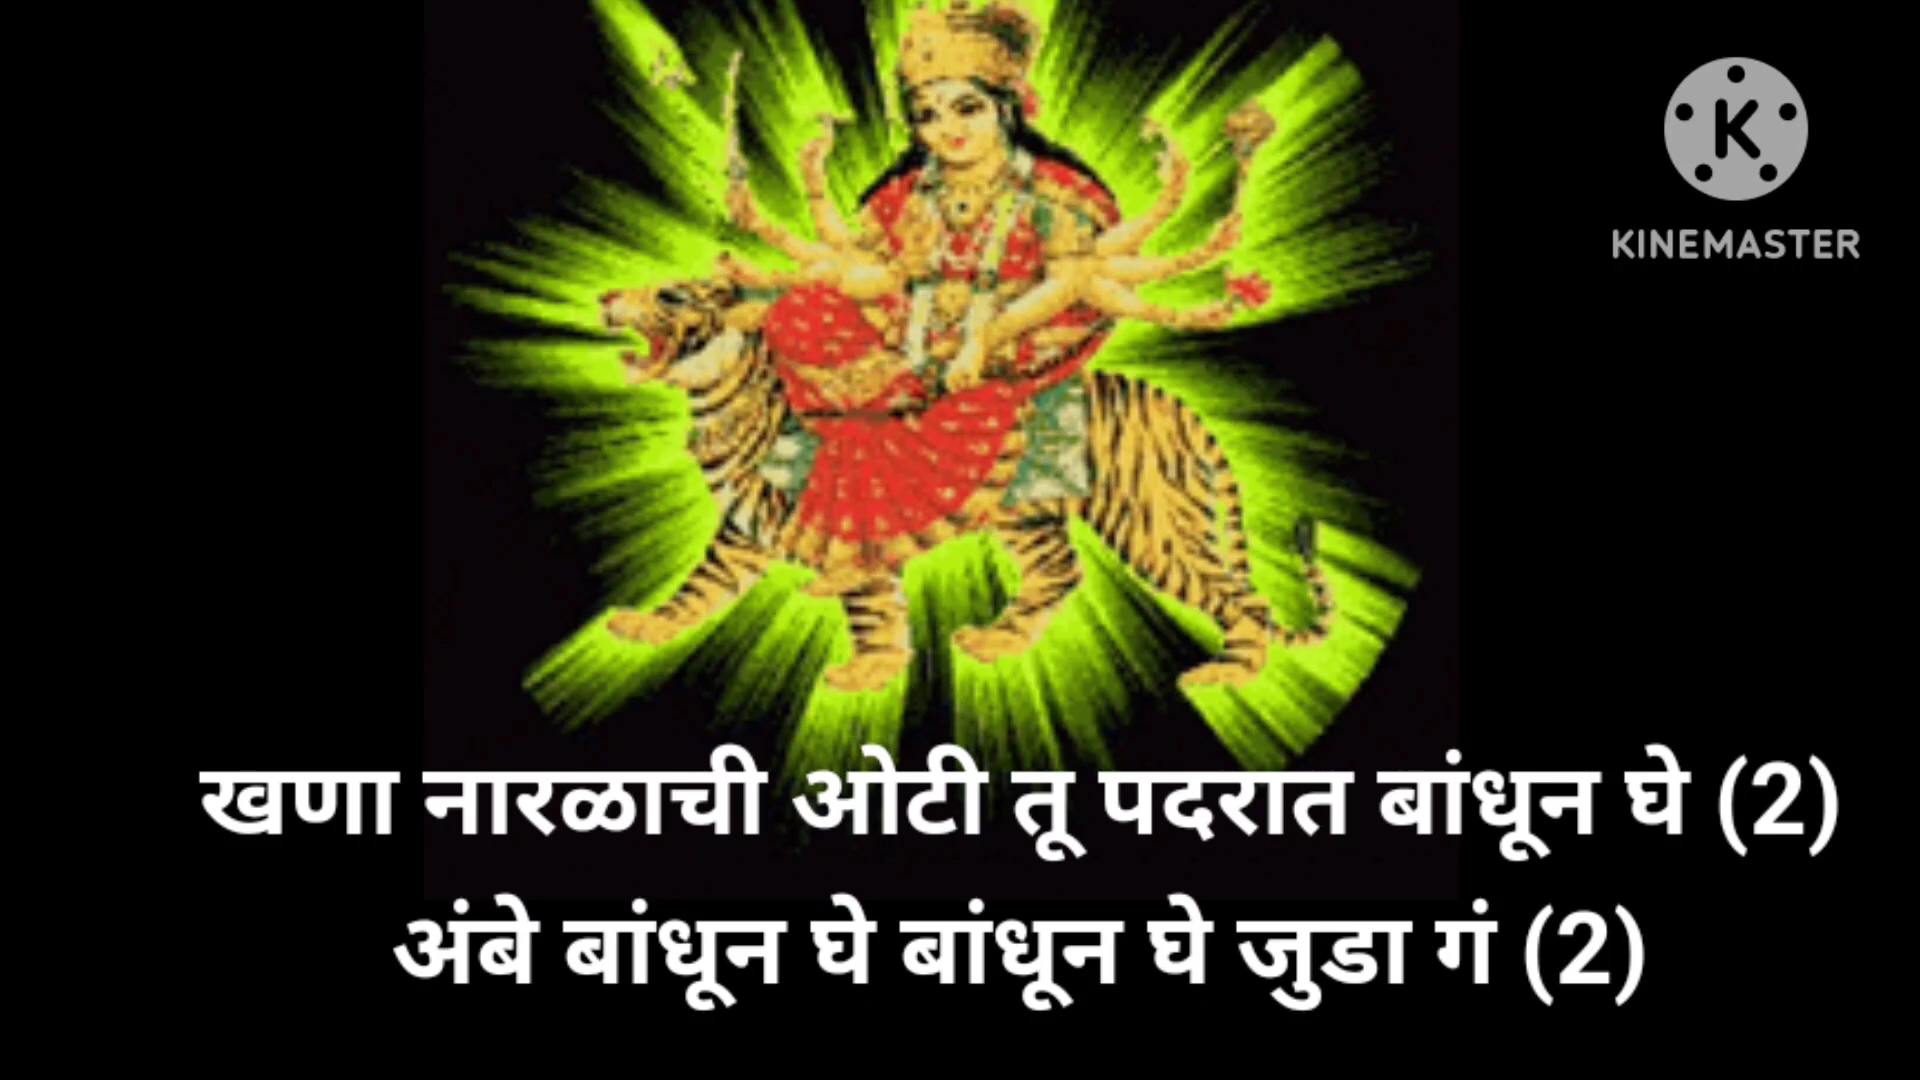 KINEMASTER
खणा नारळाची ओटी तू पदरात बांधून घे (2)
अंबे बांधून घे बांधून घे जुडा गं (2)